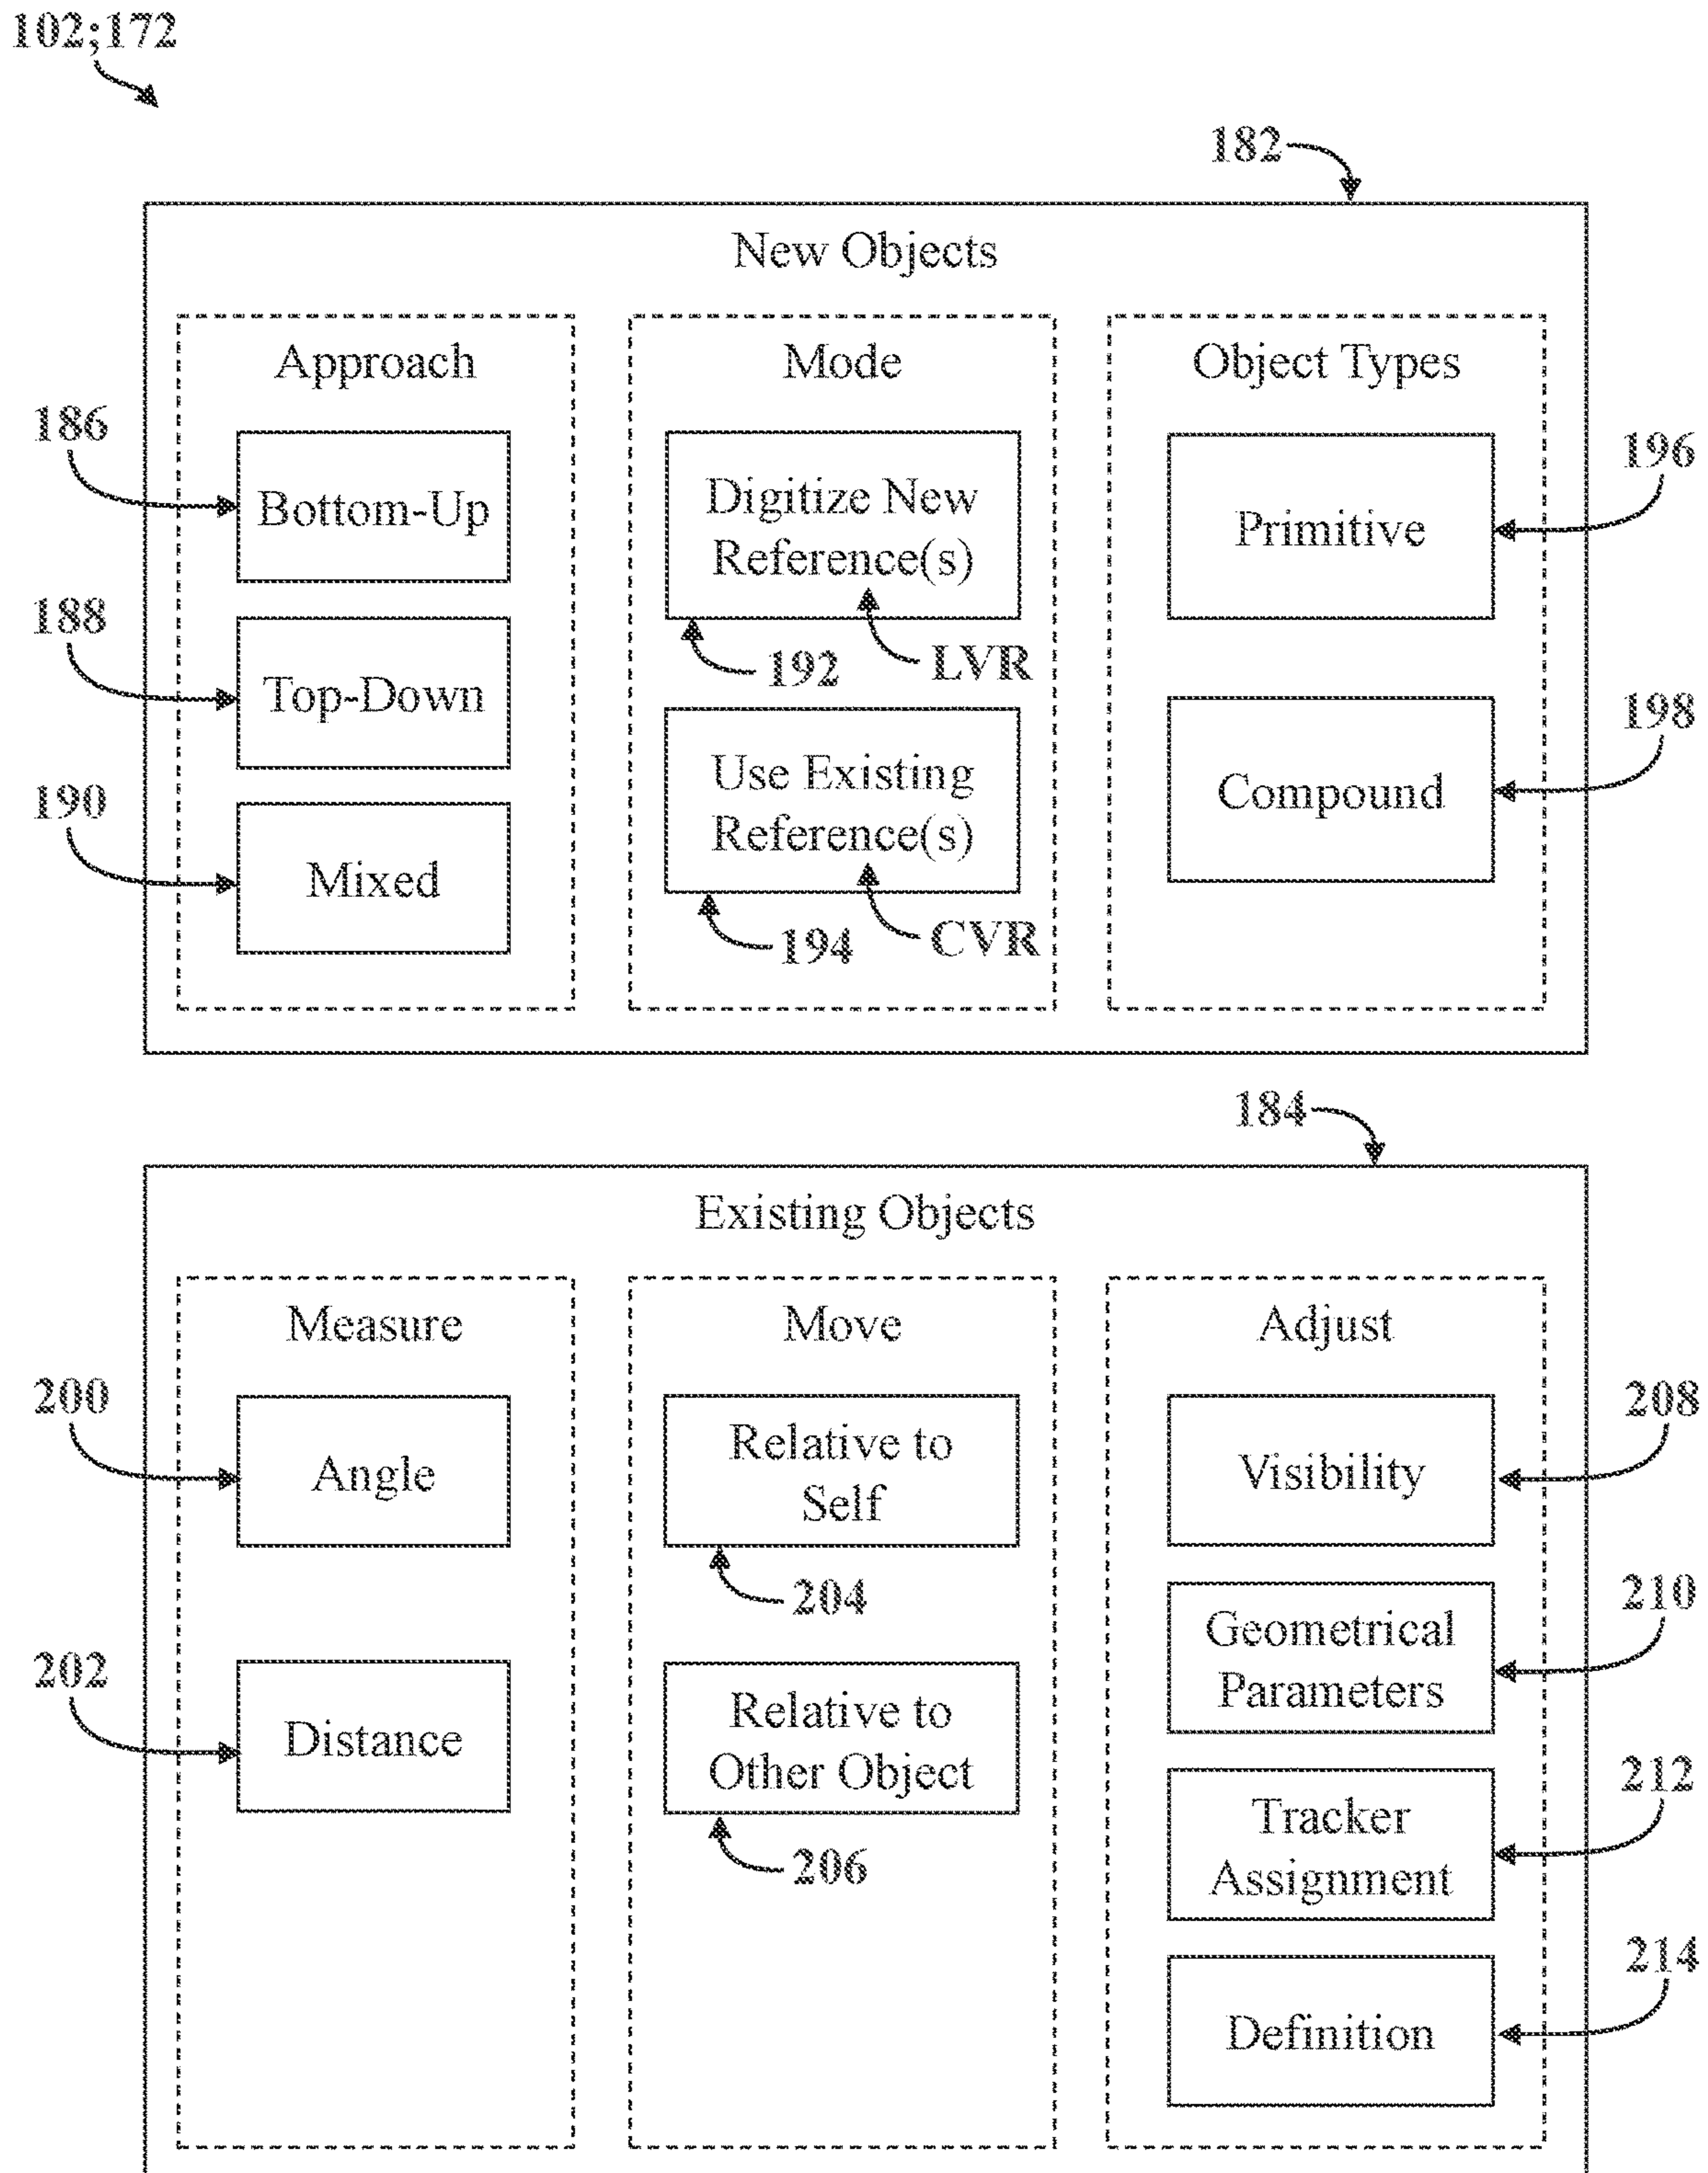 102;172
182
New Objects
Approach
Mode
Object Types
186
Bottom-Up
188
Top-Down
190
Mixed
Digitize New
Reference(s)
192
LVR
Use Existing
Reference(s)
194
CVR
196
Primitive
198
Compound
184
Existing Objects
Measure
Move
Adjust
200
Angle
202
Distance
Relative to
Self
204
Relative to
Other Object
206
208
Visibility
210
Geometrical
Parameters
212
Tracker
Assignment
214
Definition